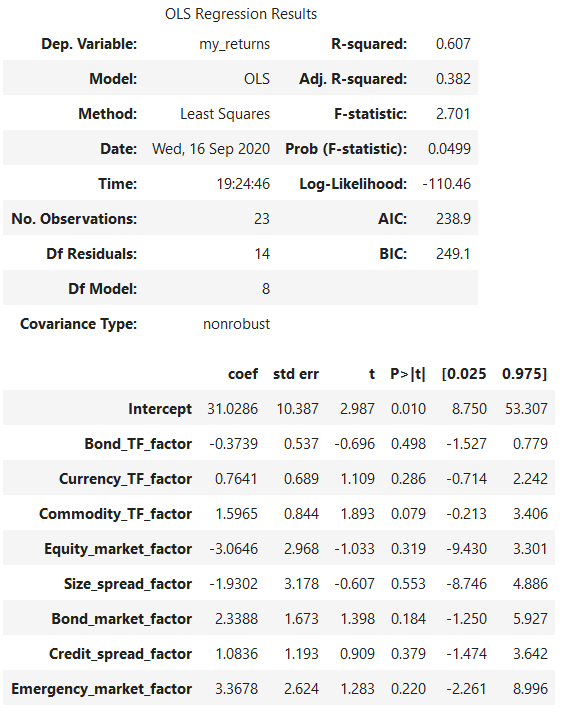 OLS Regression Results
Dep. Variable: my_returns R-squared: 0.607
Model: OLS Adj. R-squared: 0.382
Method: Least Squares F-statistic: 2.701
Date: Wed, 16 Sep 2020 Prob (F-statistic): 0.0499
Time: 19:24:46 Log-Likelihood: -110.46
No. Observations: 23 AIC: 238.9
Df Residuals: 14 BIC: 249.1
Df Model: 8
Covariance Type: nonrobust
coef std err t P>|t| [0.025 0.975]
Intercept 31.0286 10.387 2.987 0.010 8.750 53.307
Bond_TF_factor -0.3739 0.537 -0.696 0.498 -1.527 0.779
Currency_TF_factor 0.7641 0.689 1.109 0.286 -0.714 2.242
Commodity_TF_factor 1.5965 0.844 1.893 0.079 -0.213 3.406
Equity_market_factor -3.0646 2.968 -1.033 0.319 -9.430 3.301
Size_spread_factor -1.9302 3.178 -0.607 0.553 -8.746 4.886
Bond_market_factor 2.3388 1.673 1.398 0.184 -1.250 5.927
Credit_spread_factor 1.0836 1.193 0.909 0.379 -1.474 3.642
Emergency_market_factor 3.3678 2.624 1.283 0.220 -2.261 8.996